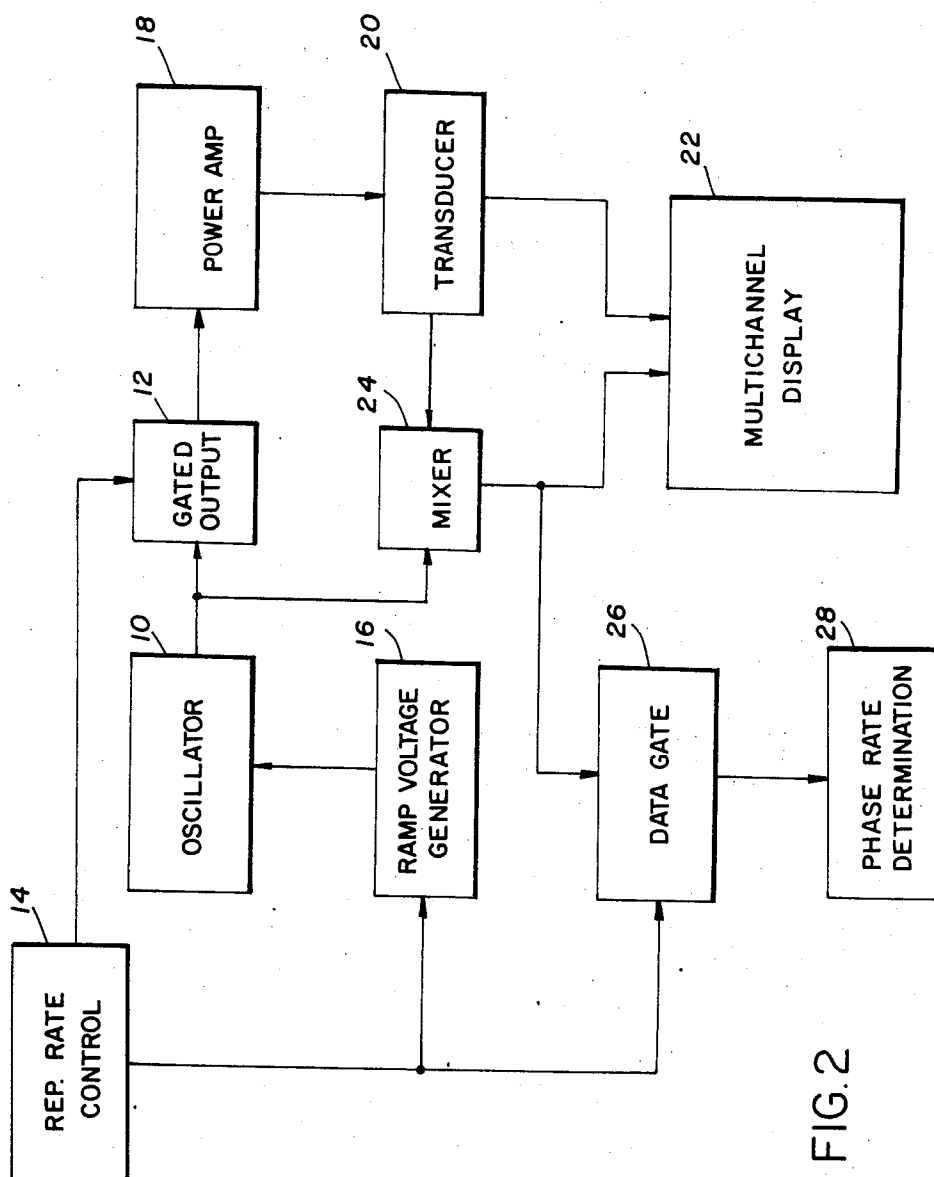 14
REP. RATE
CONTROL
10
OSCILLATOR
12
GATED
OUTPUT
18
POWER AMP
16
RAMP VOLTAGE
GENERATOR
24
MIXER
20
TRANSDUCER
26
DATA GATE
22
MULTICHANNEL
DISPLAY
28
PHASE RATE
DETERMINATION
FIG.2